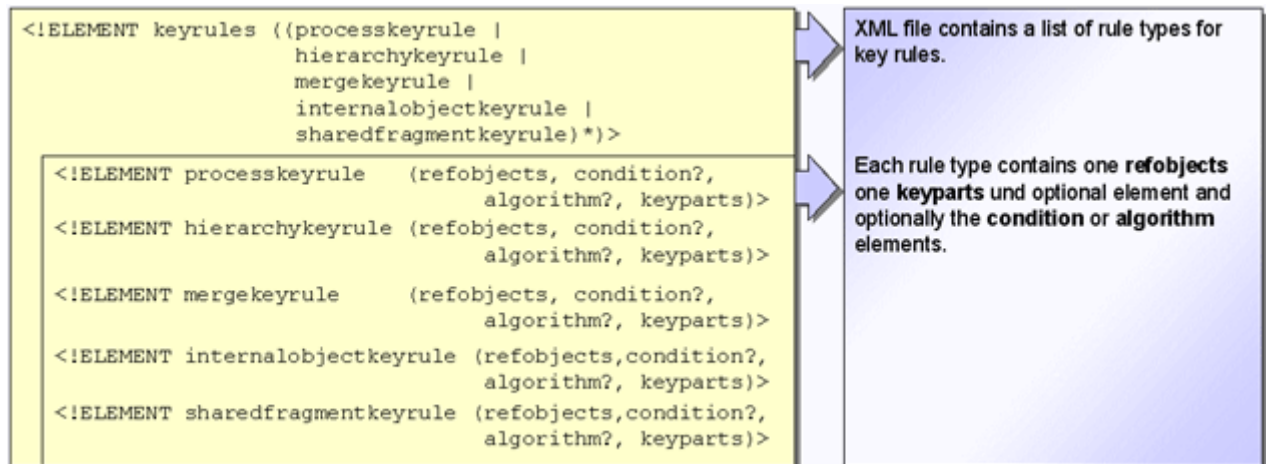 <!ELEMENT keyrules ((processkeyrule |
hierarchykeyrule |
mergekeyrule |
internalobjectkeyrule |
sharedfragmentkeyrule)*)>
<!ELEMENT processkeyrule (refobjects, condition?,
algorithm?, keyparts)>
<!ELEMENT hierarchykeyrule (refobjects, condition?,
algorithm?, keyparts)>
<!ELEMENT mergekeyrule (refobjects, condition?,
algorithm?, keyparts)>
<!ELEMENT internalobjectkeyrule (refobjects,condition?,
algorithm?, keyparts)>
<!ELEMENT sharedfragmentkeyrule (refobjects,condition?,
algorithm?, keyparts)>
XML file contains a list of rule types for
key rules.
Each rule type contains one refobjects
one keyparts und optional element and
optionally the condition or algorithm
elements.